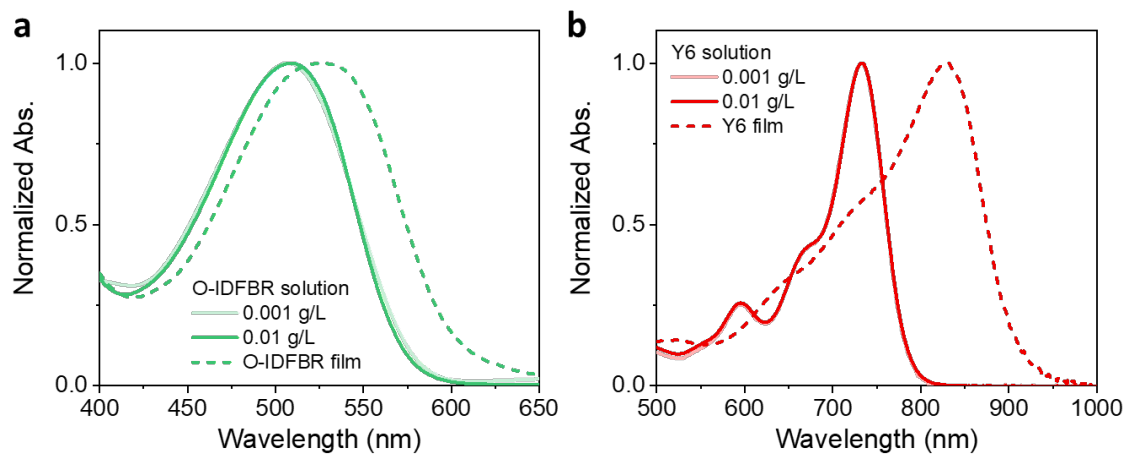 a
Normalized Abs.
1.0
0.5
0.0
O-IDFBR solution
0.001 g/L
0.01 g/L
O-IDFBR film
400 450 500 550 600 650
Wavelength (nm)
b
Normalized Abs.
1.0
0.5
0.0
Y6 solution
0.001 g/L
0.01 g/L
Y6 film
500 600 700 800 900 1000
Wavelength (nm)